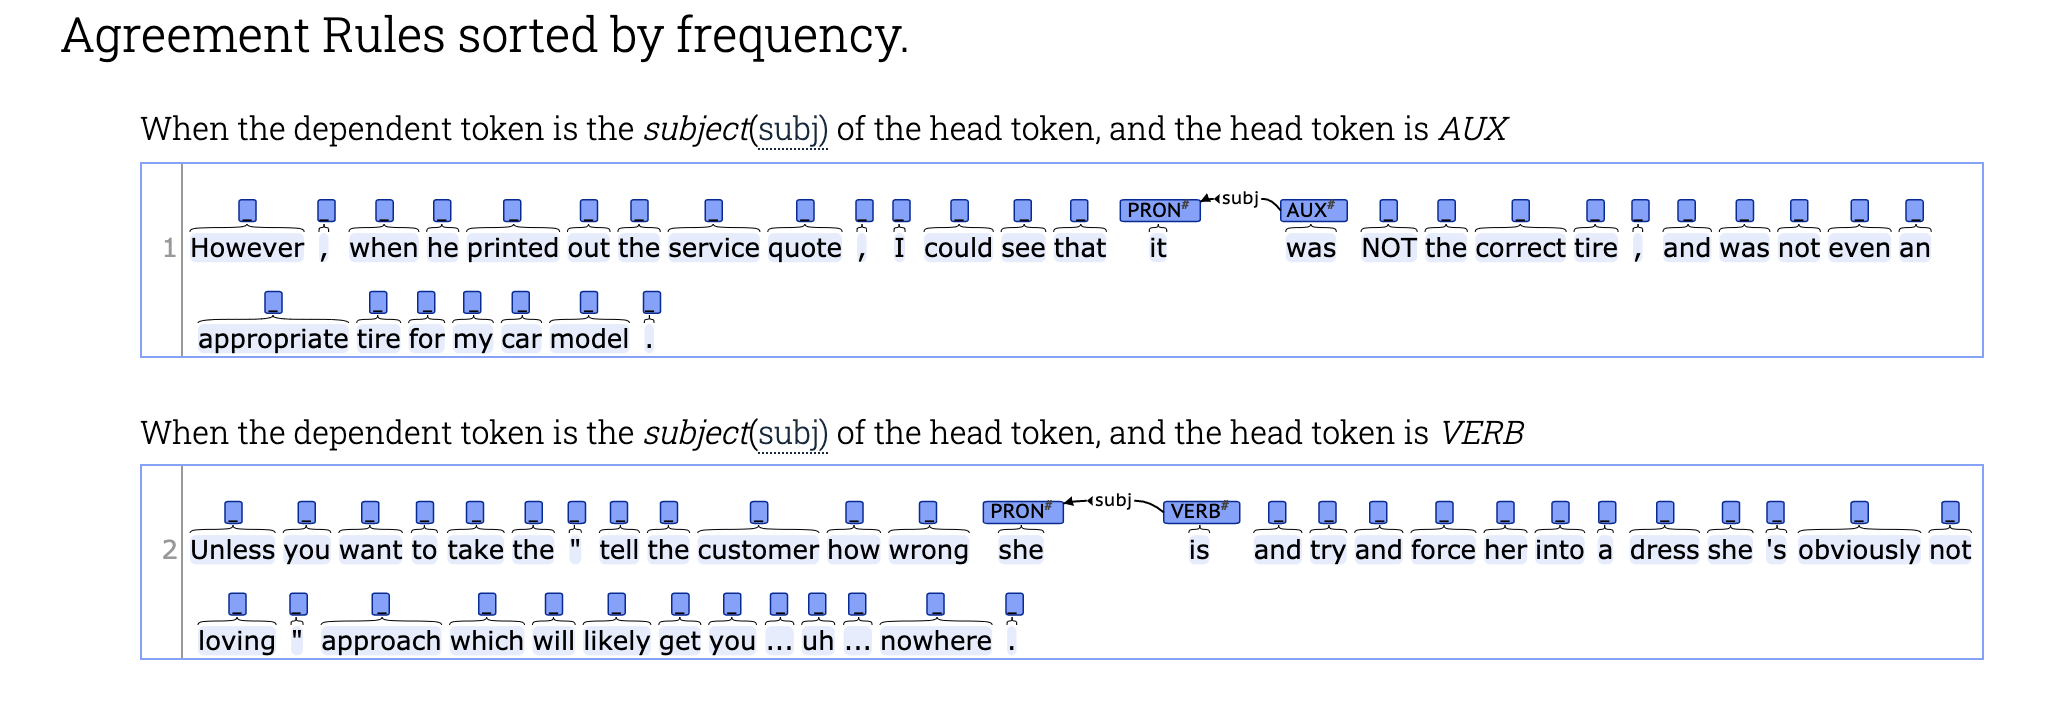 Agreement Rules sorted by frequency.
When the dependent token is the subject(subj) of the head token, and the head token is AUX
_ _ _ _ _ _ _ _ _ _ _ _ _ _ PRON# subj AUX# _ _ _ _ _ _ _ _ _ _
1 However , when he printed out the service quote , I could see that it was NOT the correct tire , and was not even an
_ _ _ _ _ _ _
appropriate tire for my car model .
When the dependent token is the subject(subj) of the head token, and the head token is VERB
_ _ _ _ _ _ _ _ _ _ _ _ PRON# subj VERB# _ _ _ _ _ _ _ _ _ _ _ _
2 Unless you want to take the " tell the customer how wrong she is and try and force her into a dress she 's obviously not
_ _ _ _ _ _ _ _ _ _ _ _ _
loving " approach which will likely get you ... uh ... nowhere .